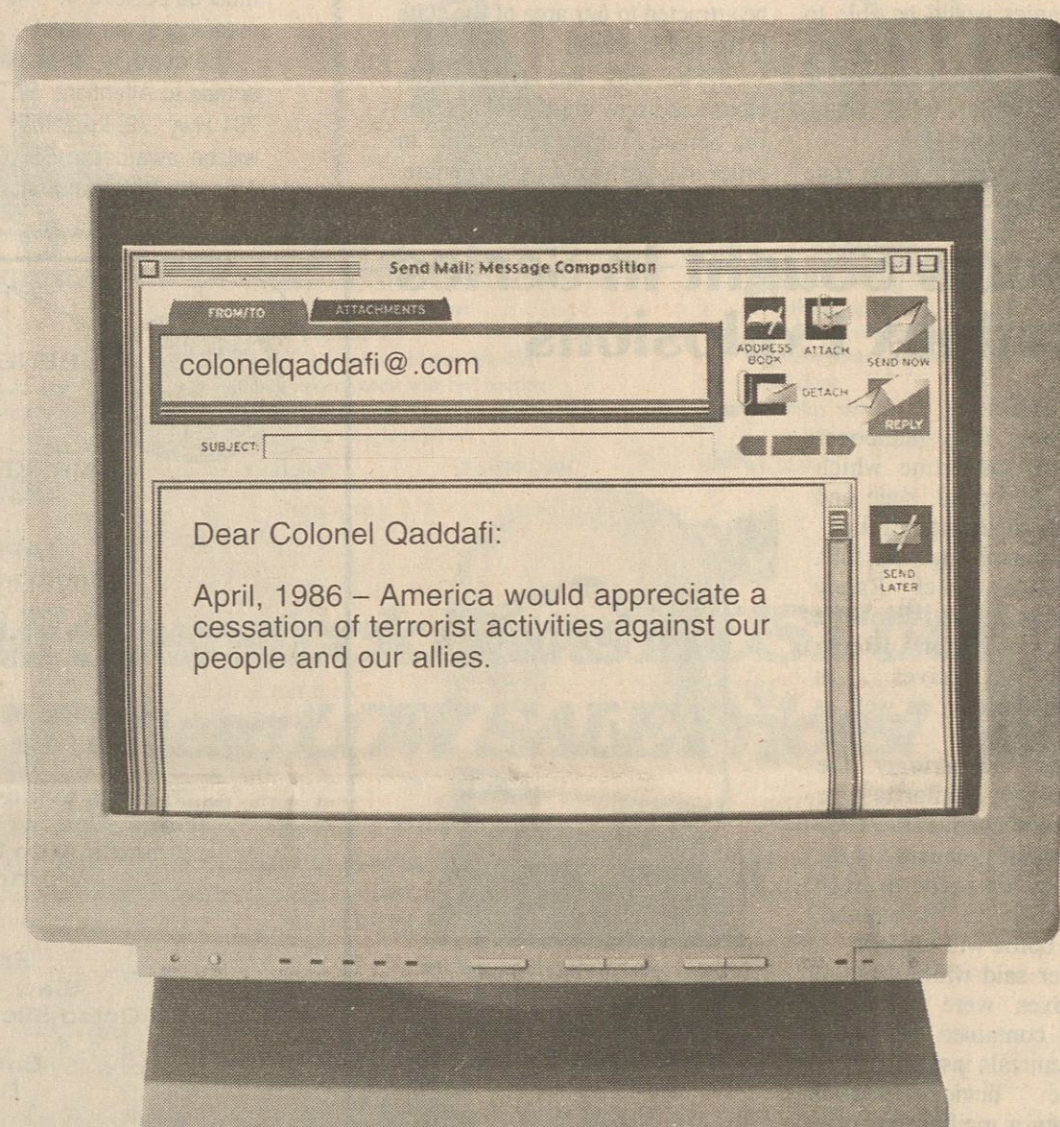 Send Mail: Message Composition
FROM/TO
ATTACHMENTS
colonelqaddafi@.com
ADDRESS
BOOK
ATTACH
SEND NOW
DETACH
REPLY
SUBJECT:
Dear Colonel Qaddafi:
April, 1986 – America would appreciate a
cessation of terrorist activities against our
people and our allies.
SEND
LATER